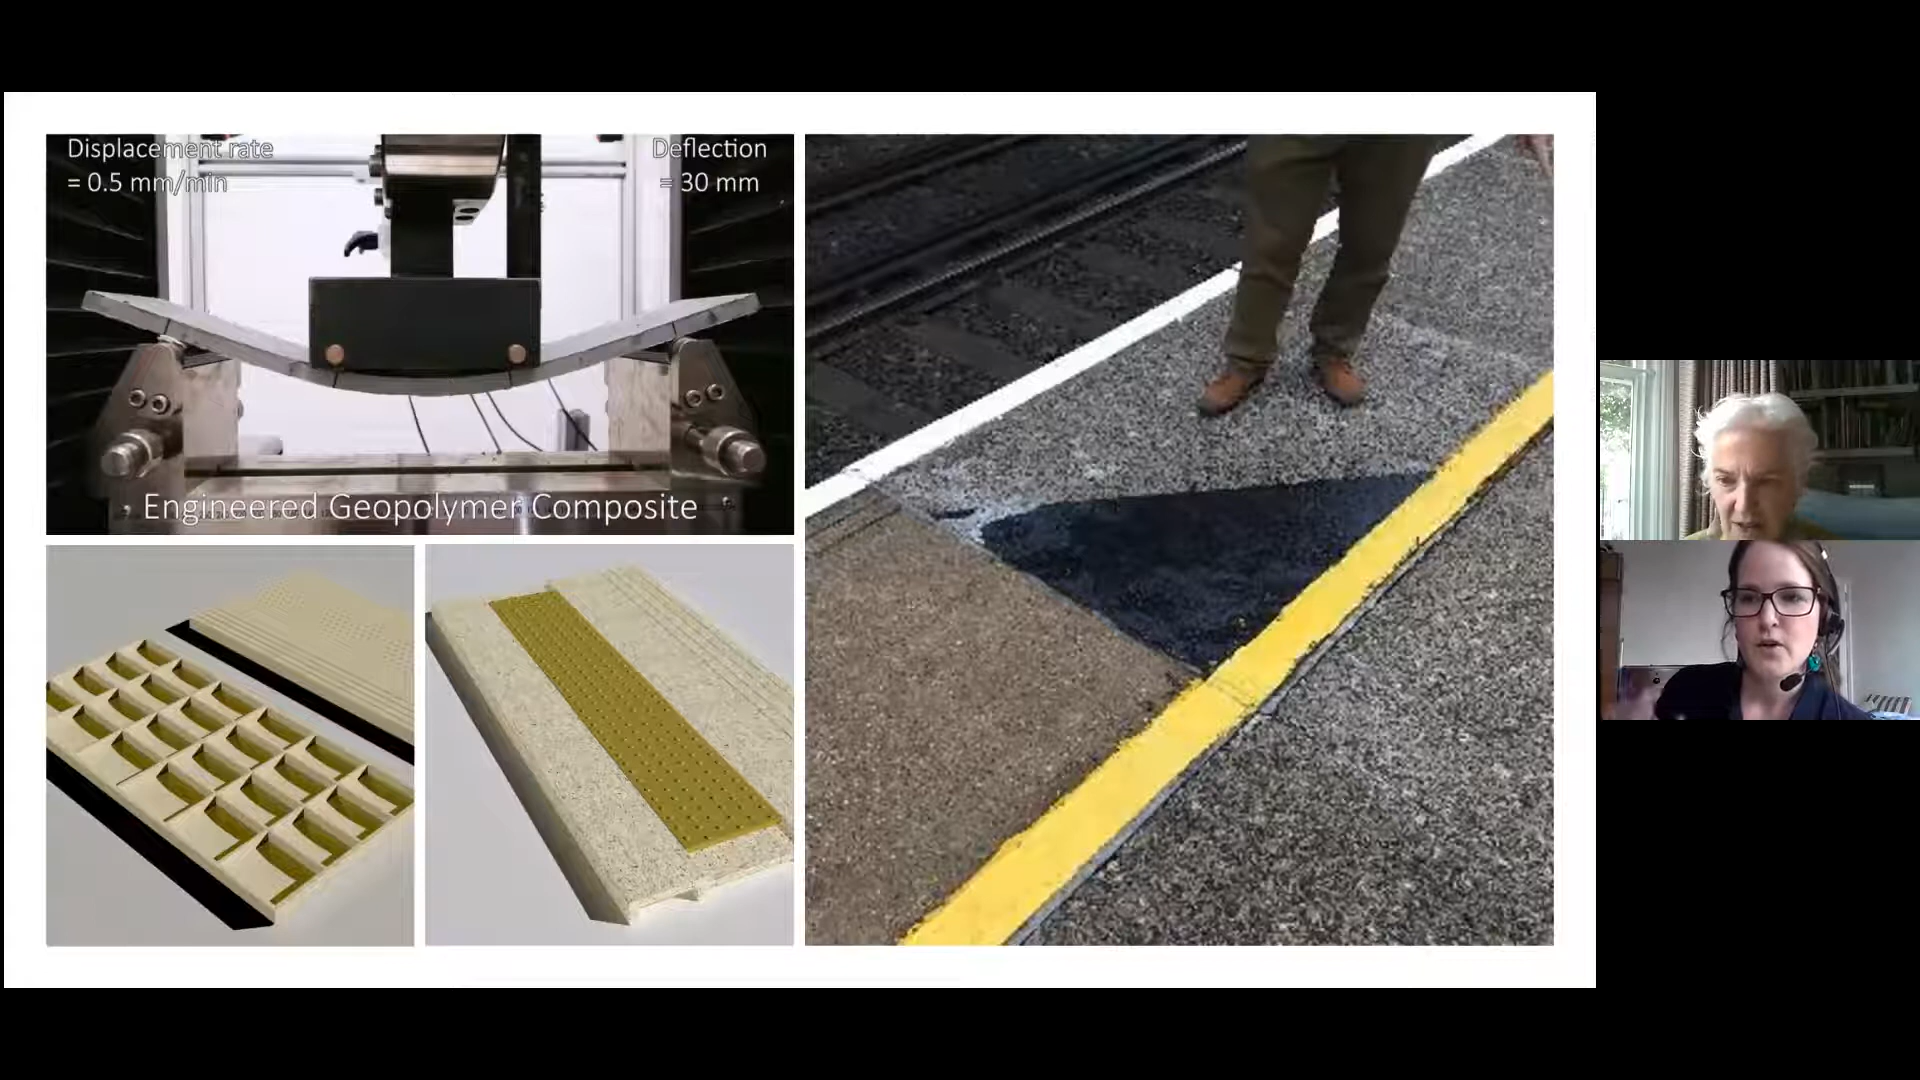 Displacement rate
= 0.5 mm/min
Deflection
= 30 mm
Engineered Geopolymer Composite